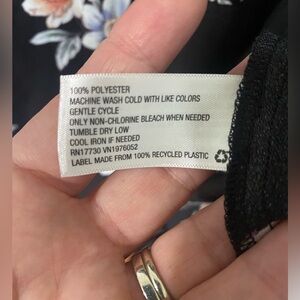 100% POLYESTER
MACHINE WASH COLD WITH LIKE COLORS
GENTLE CYCLE
ONLY NON-CHLORINE BLEACH WHEN NEEDED
TUMBLE DRY LOW
COOL IRON IF NEEDED
RN17730 VN1976052
LABEL MADE FROM 100% RECYCLED PLASTIC